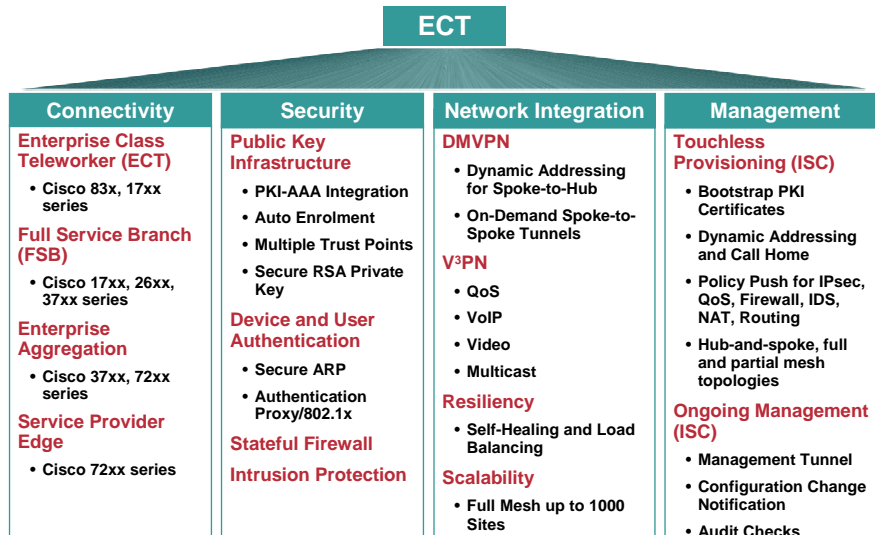 ECT
Connectivity
Enterprise Class
Teleworker (ECT)
• Cisco 83x, 17xx
series
Full Service Branch
(FSB)
• Cisco 17xx, 26xx,
37xx series
Enterprise
Aggregation
• Cisco 37xx, 72xx
series
Service Provider
Edge
• Cisco 72xx series
Security
Public Key
Infrastructure
• PKI-AAA Integration
• Auto Enrolment
• Multiple Trust Points
• Secure RSA Private
Key
Device and User
Authentication
• Secure ARP
• Authentication
Proxy/802.1x
Stateful Firewall
Intrusion Protection
Network Integration
DMVPN
• Dynamic Addressing
for Spoke-to-Hub
• On-Demand Spoke-to-
Spoke Tunnels
V³PN
• QoS
• VoIP
• Video
• Multicast
Resiliency
• Self-Healing and Load
Balancing
Scalability
• Full Mesh up to 1000
Sites
Management
Touchless
Provisioning (ISC)
• Bootstrap PKI
Certificates
• Dynamic Addressing
and Call Home
• Policy Push for IPsec,
QoS, Firewall, IDS,
NAT, Routing
• Hub-and-spoke, full
and partial mesh
topologies
Ongoing Management
(ISC)
• Management Tunnel
• Configuration Change
Notification
• Audit Checks